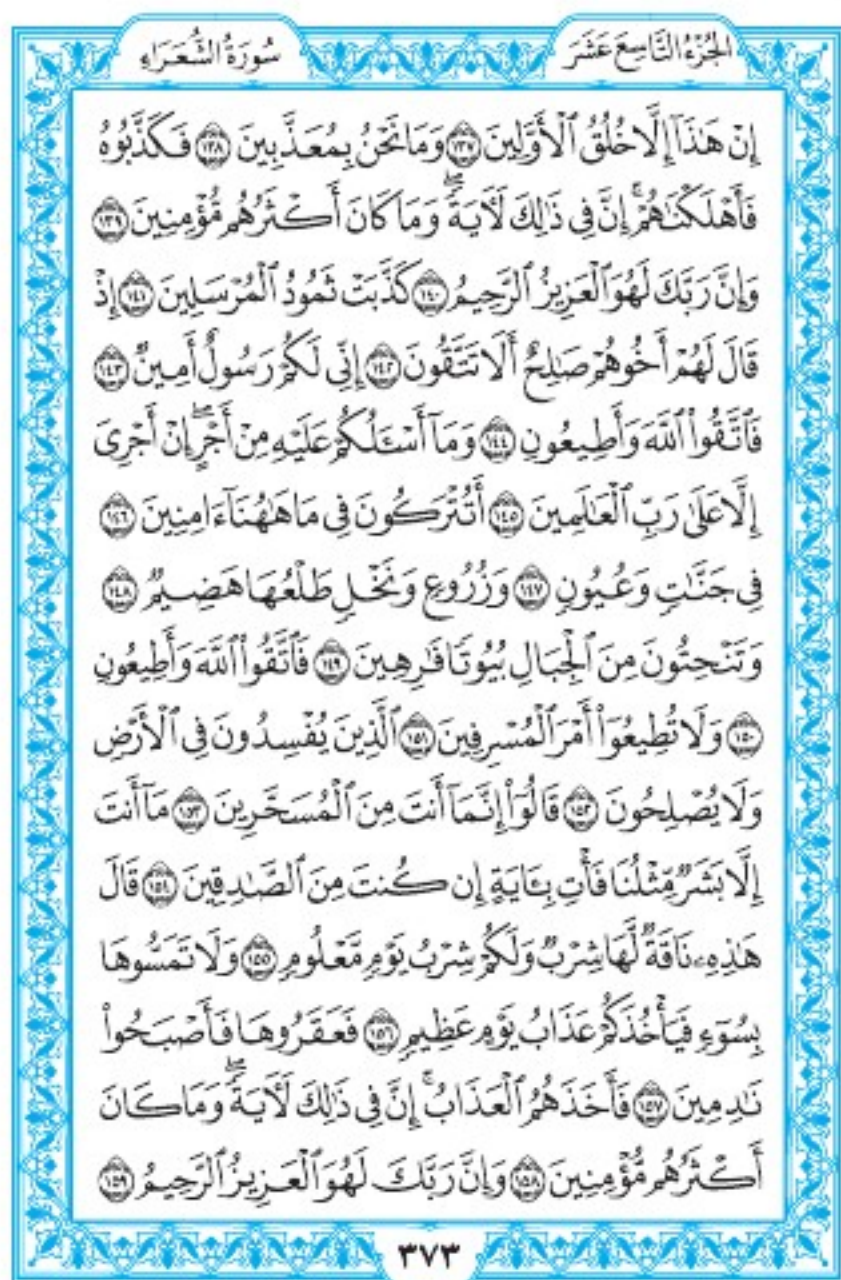 الجُزْءُ التَّاسِعَ عَشَرَ
سُورَةُ الشُّعَرَاءِ
إِنْ هَٰذَآ إِلَّا خُلُقُ ٱلْأَوَّلِينَ ١٣٧ وَمَا نَحْنُ بِمُعَذَّبِينَ ١٣٨ فَكَذَّبُوهُ
فَأَهْلَكْنَٰهُمْۚ إِنَّ فِى ذَٰلِكَ لَأٓيَةًۖ وَمَا كَانَ أَكْثَرُهُم مُّؤْمِنِينَ ١٣٩
وَإِنَّ رَبَّكَ لَهُوَ ٱلْعَزِيزُ ٱلرَّحِيمُ ١٤٠ كَذَّبَتْ ثَمُودُ ٱلْمُرْسَلِينَ ١٤١ إِذْ
قَالَ لَهُمْ أَخُوهُمْ صَٰلِحٌ أَلَا تَتَّقُونَ ١٤٢ إِنِّى لَكُمْ رَسُولٌ أَمِينٌ ١٤٣
فَٱتَّقُوا۟ ٱللَّهَ وَأَطِيعُونِ ١٤٤ وَمَآ أَسْـَٔلُكُمْ عَلَيْهِ مِنْ أَجْرٍۖ إِنْ أَجْرِىَ
إِلَّا عَلَىٰ رَبِّ ٱلْعَٰلَمِينَ ١٤٥ أَتُتْرَكُونَ فِى مَا هَٰهُنَآ ءَامِنِينَ ١٤٦
فِى جَنَّٰتٍ وَعُيُونٍ ١٤٧ وَزُرُوعٍ وَنَخْلٍ طَلْعُهَا هَضِيمٌ ١٤٨
وَتَنْحِتُونَ مِنَ ٱلْجِبَالِ بُيُوتًا فَٰرِهِينَ ١٤٩ فَٱتَّقُوا۟ ٱللَّهَ وَأَطِيعُونِ
١٥٠ وَلَا تُطِيعُوٓا۟ أَمْرَ ٱلْمُسْرِفِينَ ١٥١ ٱلَّذِينَ يُفْسِدُونَ فِى ٱلْأَرْضِ
وَلَا يُصْلِحُونَ ١٥٢ قَالُوٓا۟ إِنَّمَآ أَنتَ مِنَ ٱلْمُسَحَّرِينَ ١٥٣ مَآ أَنتَ
إِلَّا بَشَرٌ مِّثْلُنَا فَأْتِ بِـَٔايَةٍ إِن كُنتَ مِنَ ٱلصَّٰدِقِينَ ١٥٤ قَالَ
هَٰذِهِۦ نَاقَةٌ لَّهَا شِرْبٌ وَلَكُمْ شِرْبُ يَوْمٍ مَّعْلُومٍ ١٥٥ وَلَا تَمَسُّوهَا
بِسُوٓءٍ فَيَأْخُذَكُمْ عَذَابُ يَوْمٍ عَظِيمٍ ١٥٦ فَعَقَرُوهَا فَأَصْبَحُوا۟
نَٰدِمِينَ ١٥٧ فَأَخَذَهُمُ ٱلْعَذَابُۚ إِنَّ فِى ذَٰلِكَ لَأٓيَةًۖ وَمَا كَانَ
أَكْثَرُهُم مُّؤْمِنِينَ ١٥٨ وَإِنَّ رَبَّكَ لَهُوَ ٱلْعَزِيزُ ٱلرَّحِيمُ ١٥٩
٣٧٣